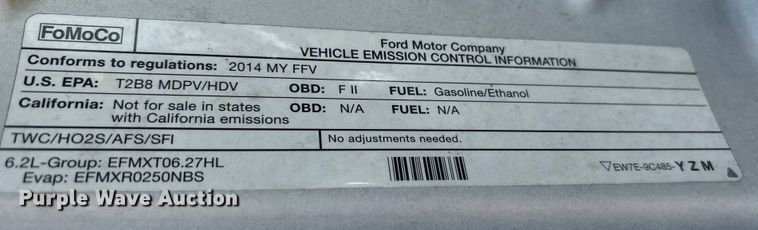 FoMoCo
Ford Motor Company
VEHICLE EMISSION CONTROL INFORMATION
Conforms to regulations: 2014 MY FFV
U.S. EPA: T2B8 MDPV/HDV OBD: F II FUEL: Gasoline/Ethanol
California: Not for sale in states OBD: N/A FUEL: N/A
with California emissions
TWC/HO2S/AFS/SFI No adjustments needed.
6.2L-Group: EFMXT06.27HL
Evap: EFMXR0250NBS
EW7E-9C485-YZM
Purple Wave Auction